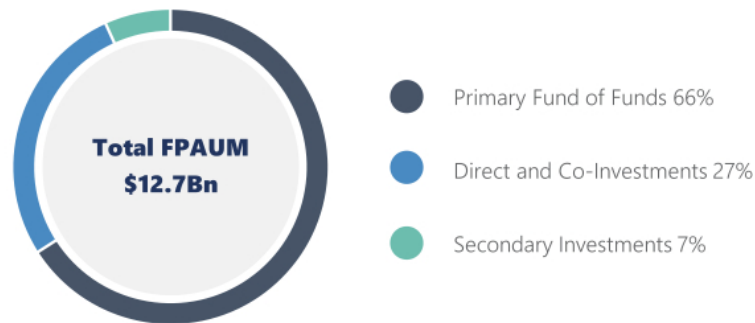 Total FPAUM
$12.7Bn
Primary Fund of Funds 66%
Direct and Co-Investments 27%
Secondary Investments 7%